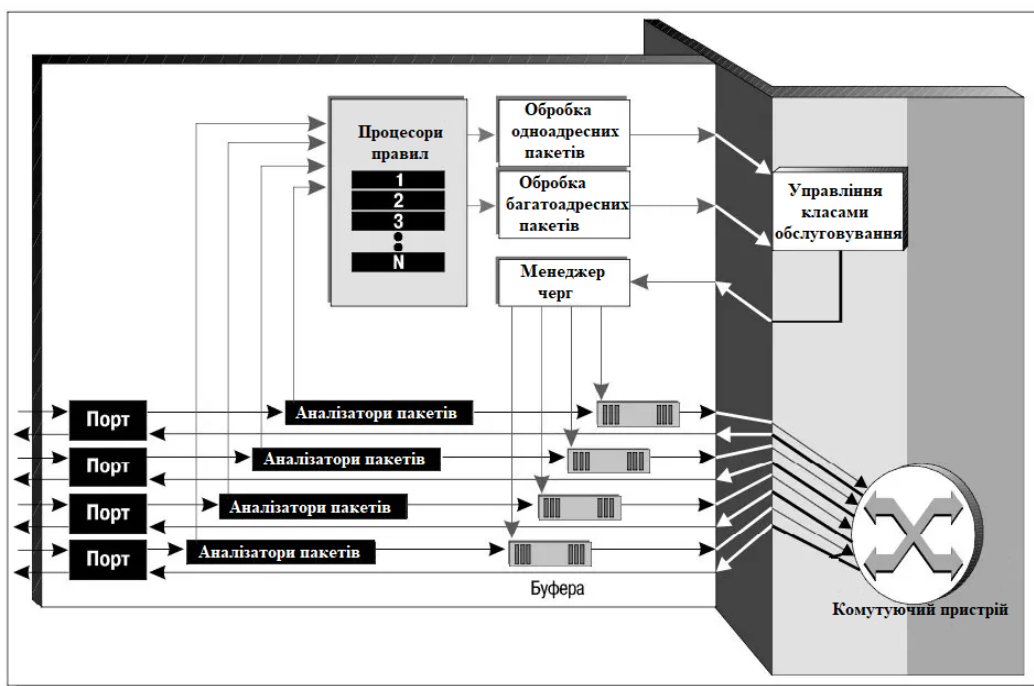 Процесори
правил
1
2
3
N
Обробка
одноадресних
пакетів
Обробка
багатоадресних
пакетів
Менеджер
черг
Управління
класами
обслуговування
Порт
Аналізатори пакетів
Порт
Аналізатори пакетів
Порт
Аналізатори пакетів
Порт
Аналізатори пакетів
Буфера
Комутуючий пристрій